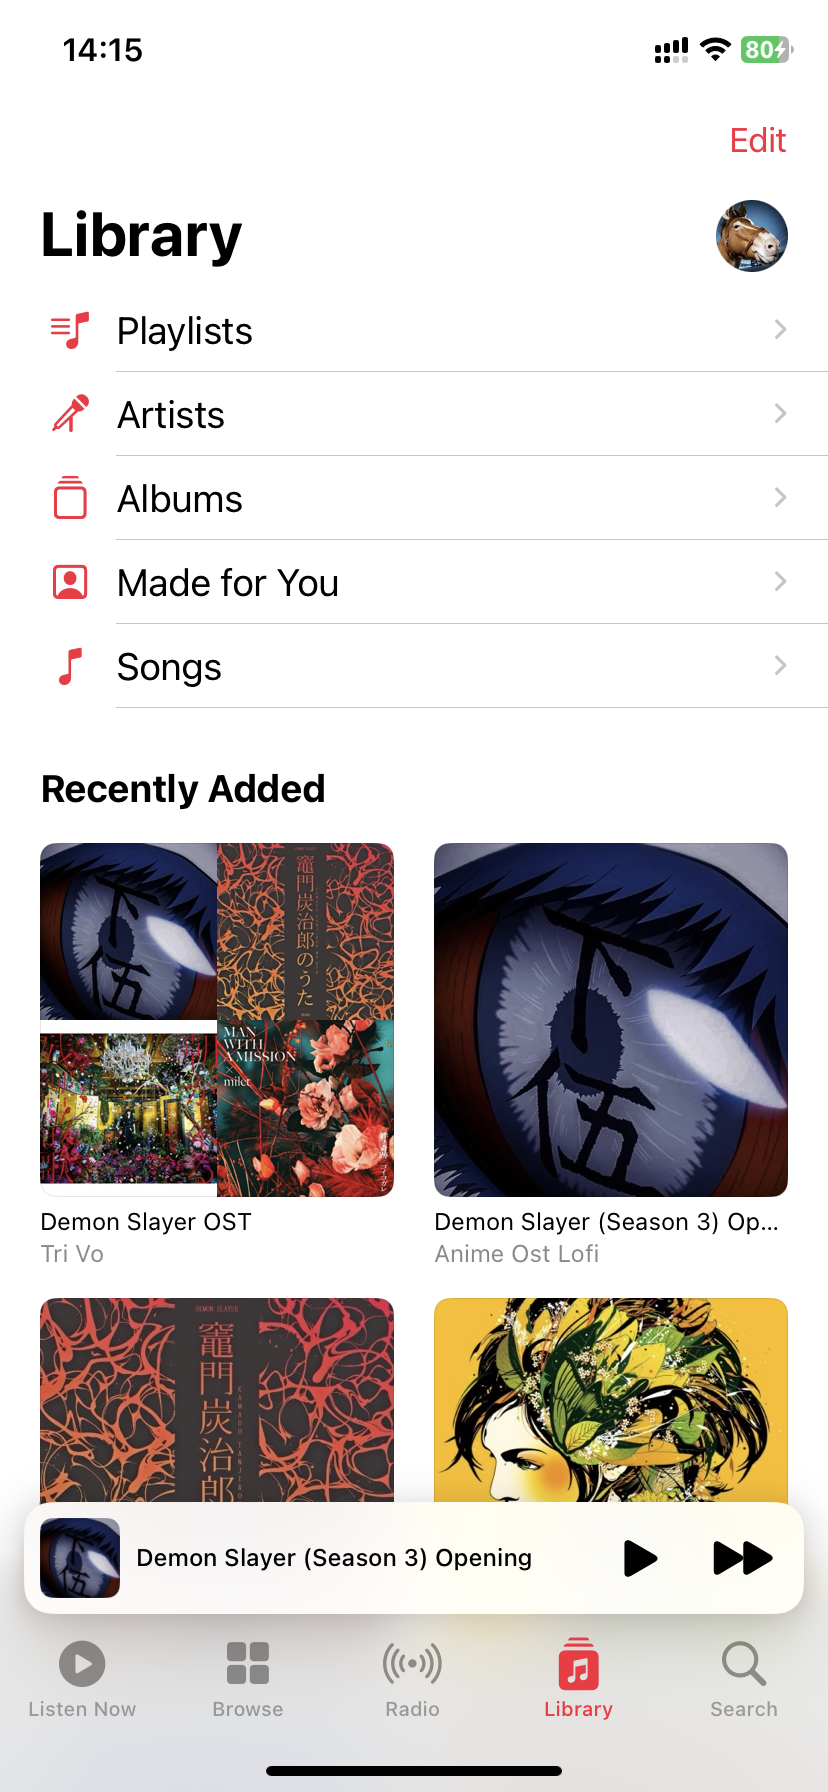 14:15
80
Edit
Library
Playlists
Artists
Albums
Made for You
Songs
Recently Added
下
伍
竈門炭治郎のうた
MAN
WITH
A MISSION
×
milet
Demon Slayer OST
Tri Vo
下
伍
Demon Slayer (Season 3) Op...
Anime Ost Lofi
DEMON SLAYER
竈門炭治郎
KAMADO TANJIRO
Demon Slayer (Season 3) Opening
Listen Now
Browse
Radio
Library
Search